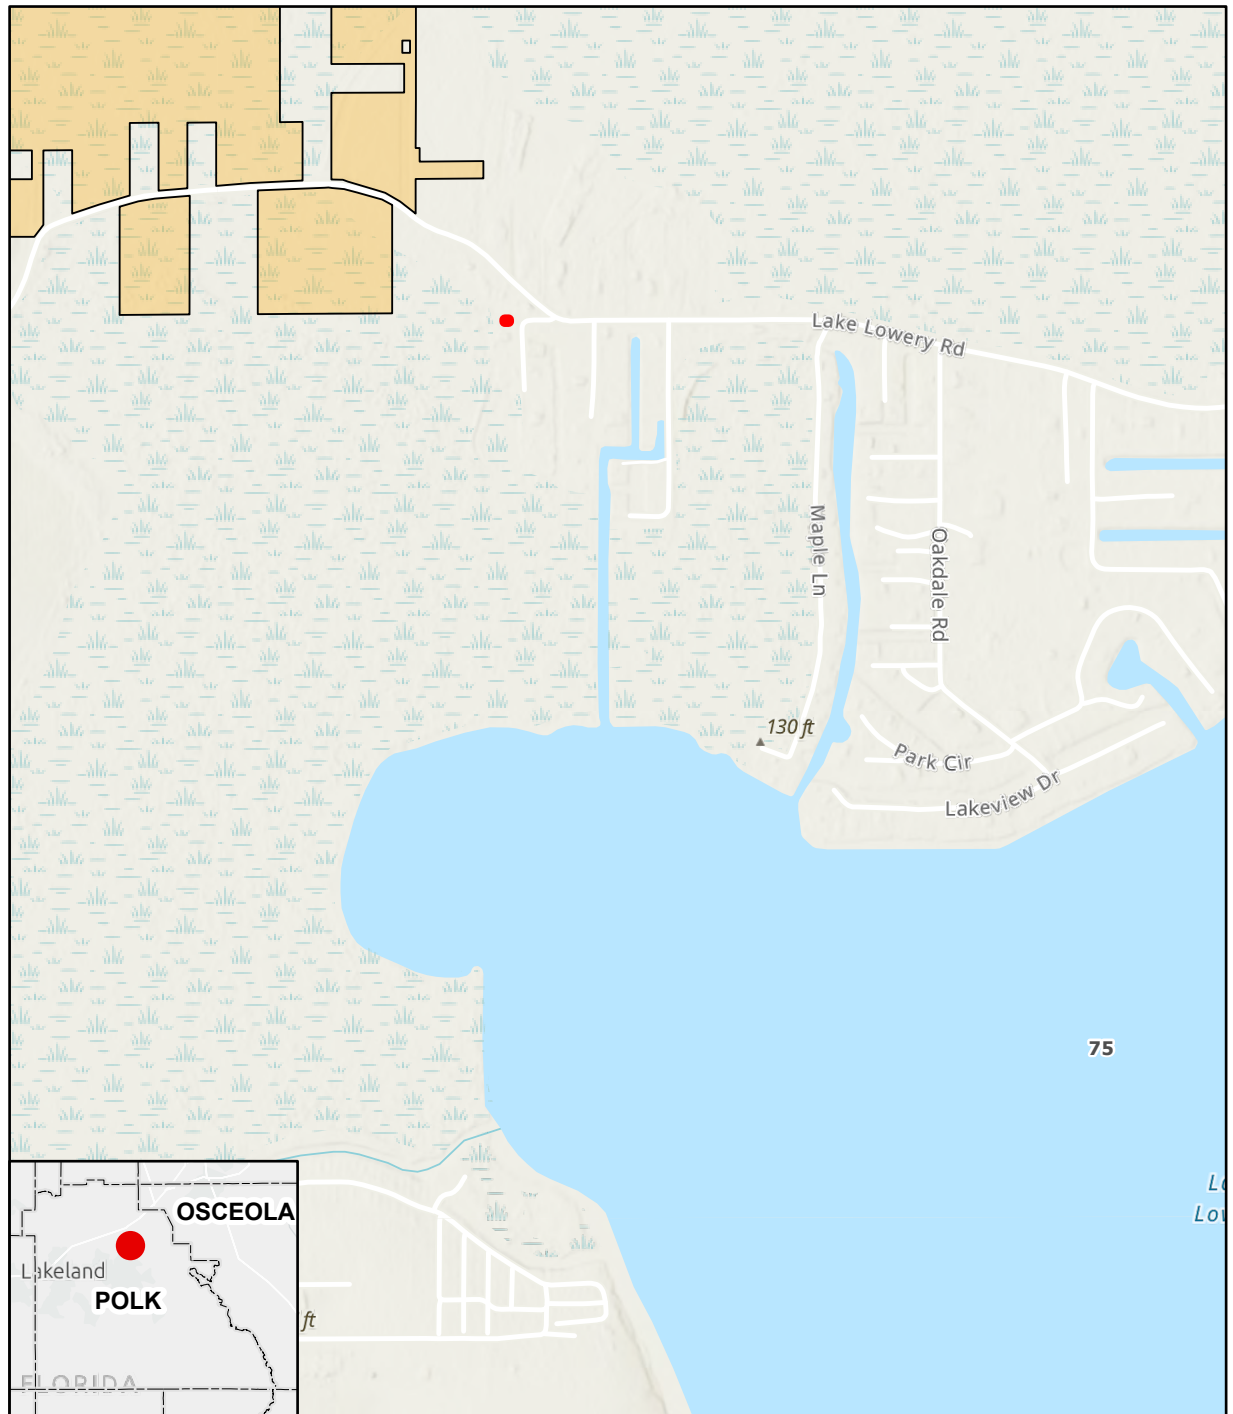 Lake Lowery Rd
Maple Ln
Oakdale Rd
130 ft
Park Cir
Lakeview Dr
75
OSCEOLA
Lakeland
POLK
ft
FLORIDA